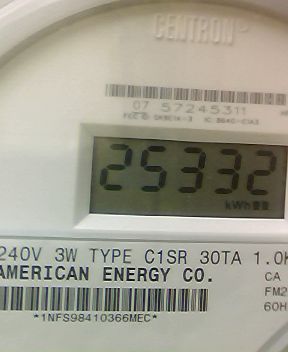 CENTRON®
07 57245311
25332
kWh
240V 3W TYPE C1SR 30TA 1.0K
AMERICAN ENERGY CO.
CA
FM2
60H
*1NFS98410366MEC*